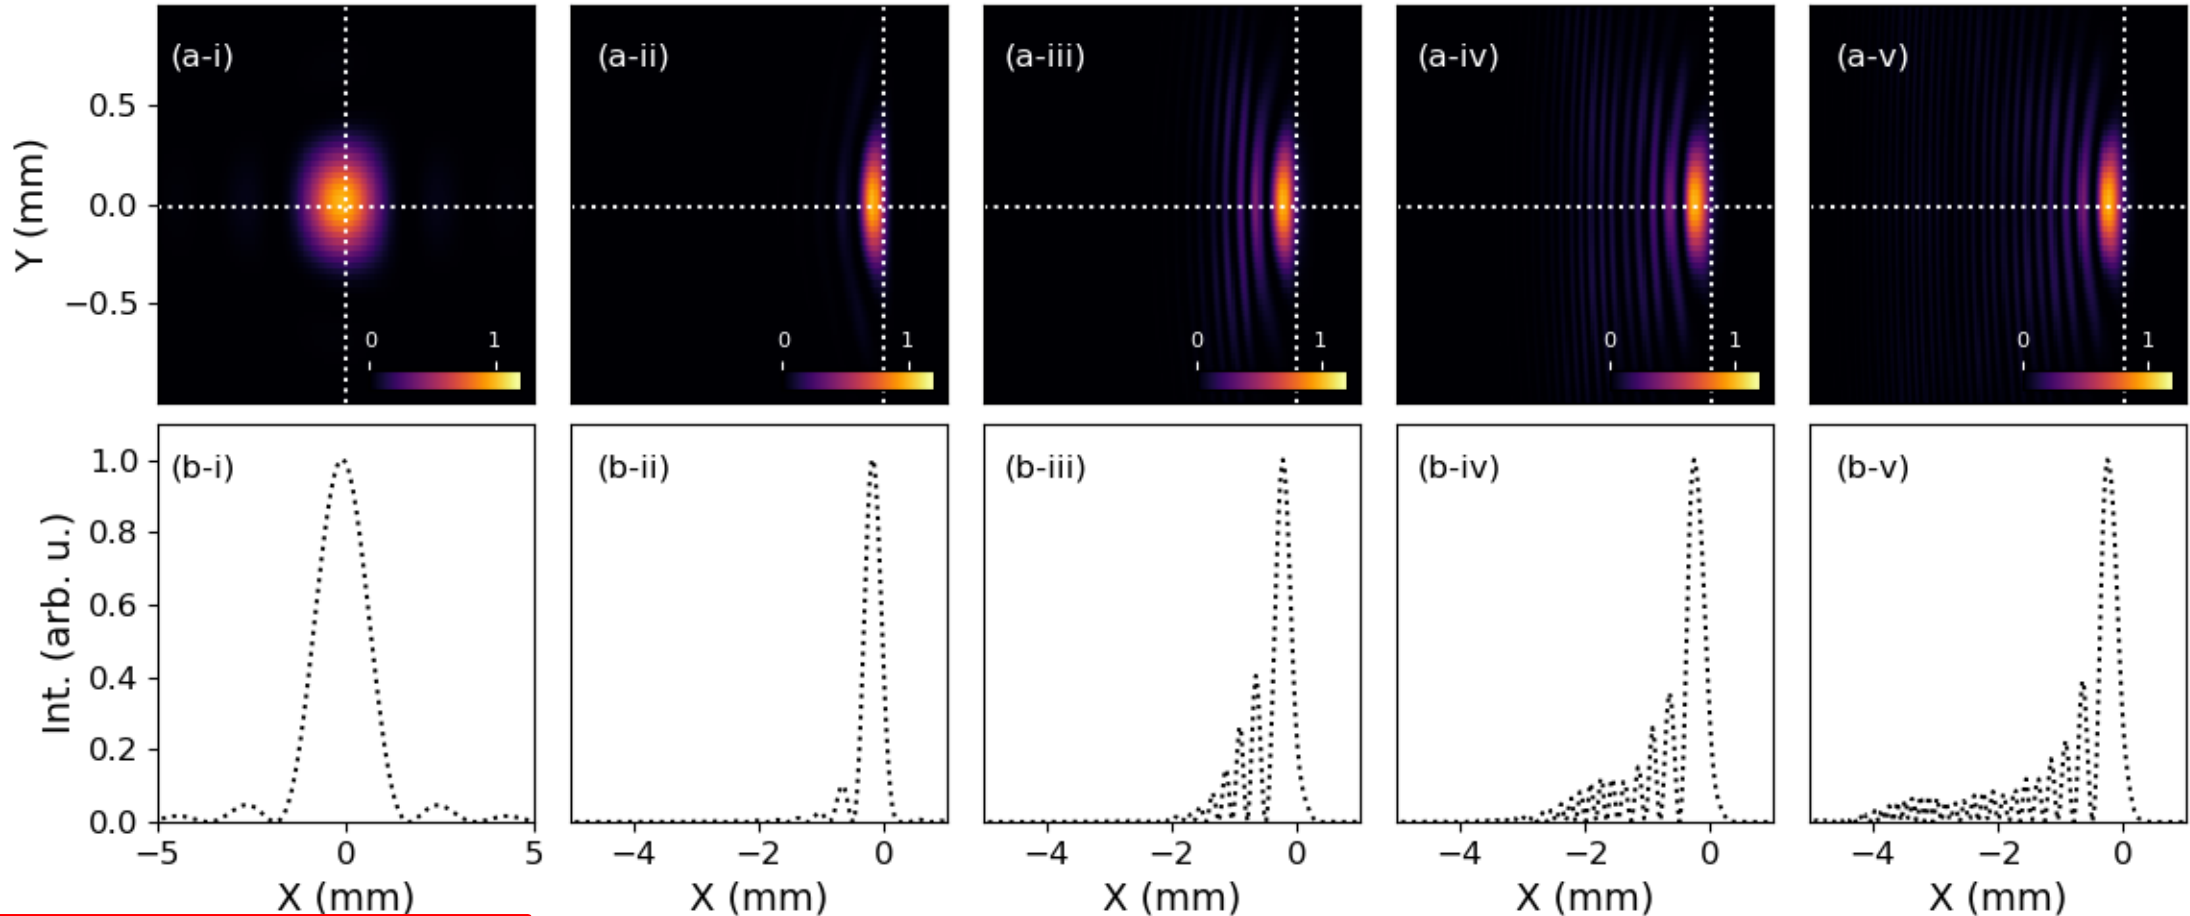 (a-i) (a-ii) (a-iii) (a-iv) (a-v)
Y (mm)
0.5
0.0
−0.5
0 1 0 1 0 1 0 1 0 1
(b-i) (b-ii) (b-iii) (b-iv) (b-v)
Int. (arb. u.)
1.0
0.8
0.6
0.4
0.2
0.0
−5 0 5 −4 −2 0 −4 −2 0 −4 −2 0 −4 −2 0
X (mm) X (mm) X (mm) X (mm) X (mm)